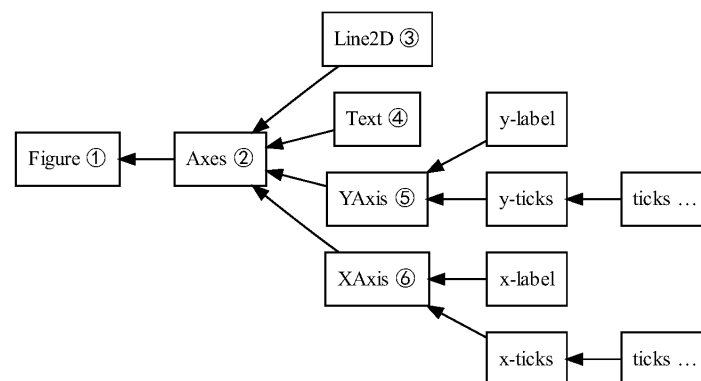 Line2D ③
Text ④
y-label
Figure ①
Axes ②
YAxis ⑤
y-ticks
ticks …
XAxis ⑥
x-label
x-ticks
ticks …